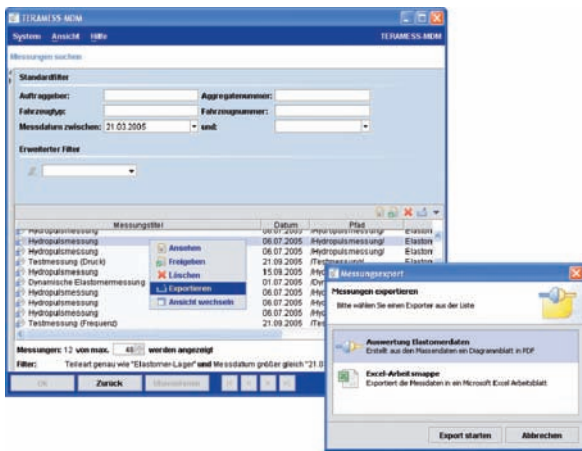 TERAMESS-MDM
System Ansicht Hilfe TERAMESS-MDM
Messungen suchen
Standardfilter
Auftraggeber: Aggregatenummer:
Fahrzeugtyp: Fahrzeugnummer:
Messdatum zwischen: 21.03.2005 und:
Erweiterter Filter
Messungstitel Datum Pfad
Hydropulsmessung 06.07.2005 /Hydropulsmessung/ Elaston
Hydropulsmessung 06.07.2005 /Hydropulsmessung/ Elaston
Hydropulsmessung 06.07.2005 /Hydropulsmessung/ Elaston
Testmessung (Druck) 21.09.2005
Hydropulsmessung 15.09.2005
Dynamische Elastomermessung 01.07.2005
Hydropulsmessung 06.07.2005
Hydropulsmessung 06.07.2005
Testmessung (Frequenz) 21.09.2005
Ansehen
Freigeben
Löschen
Exportieren
Ansicht wechseln
Messungen: 12 von max. werden angezeigt
Filter: Teileart genau wie "Elastomer-Lager" und Messdatum größer gleich "21.0
Ok Zurück
Messungsexport
Messungen exportieren
Bitte wählen Sie einen Exporter aus der Liste
Auswertung Elastomerdaten
Erstellt aus den Massendaten ein Diagrammblatt in PDF
Excel-Arbeitsmappe
Exportiert die Messdaten in ein Microsoft Excel Arbeitsblatt
Export starten Abbrechen